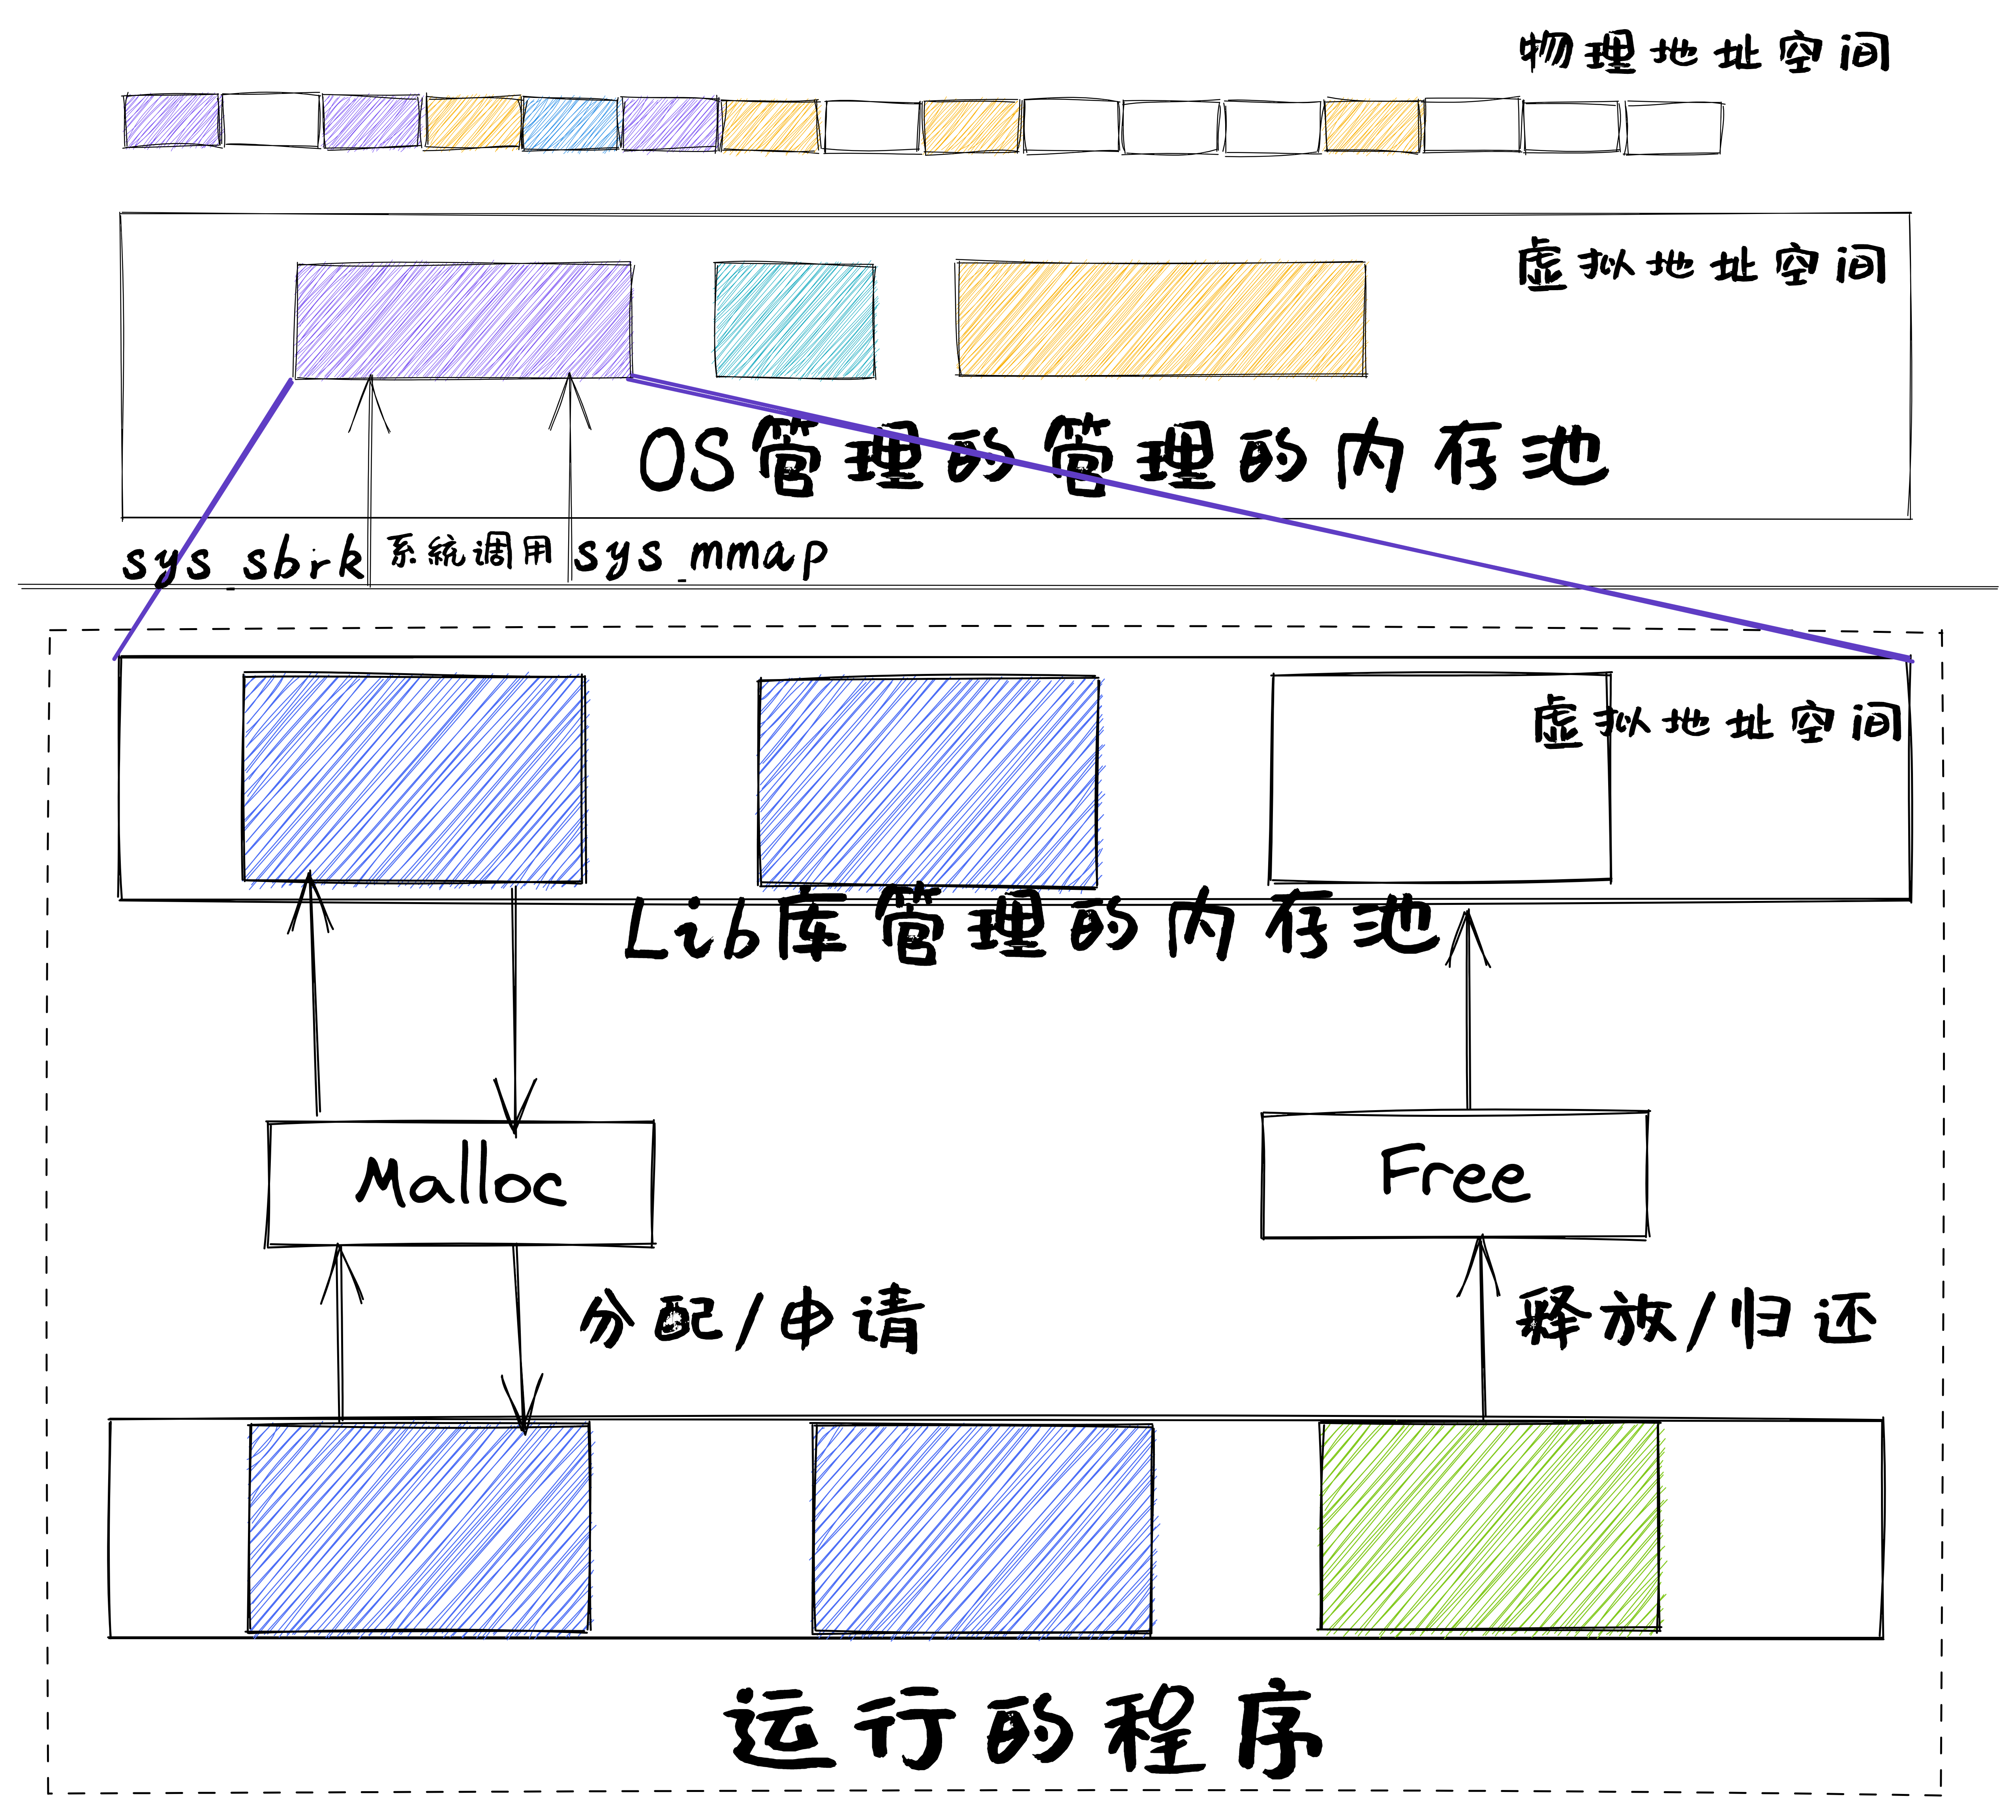 物理地址空间
虚拟地址空间
OS管理的管理的内存池
sys_sbrk 系统调用 sys_mmap
虚拟地址空间
Lib库管理的内存池
Malloc
Free
分配/申请
释放/归还
运行的程序